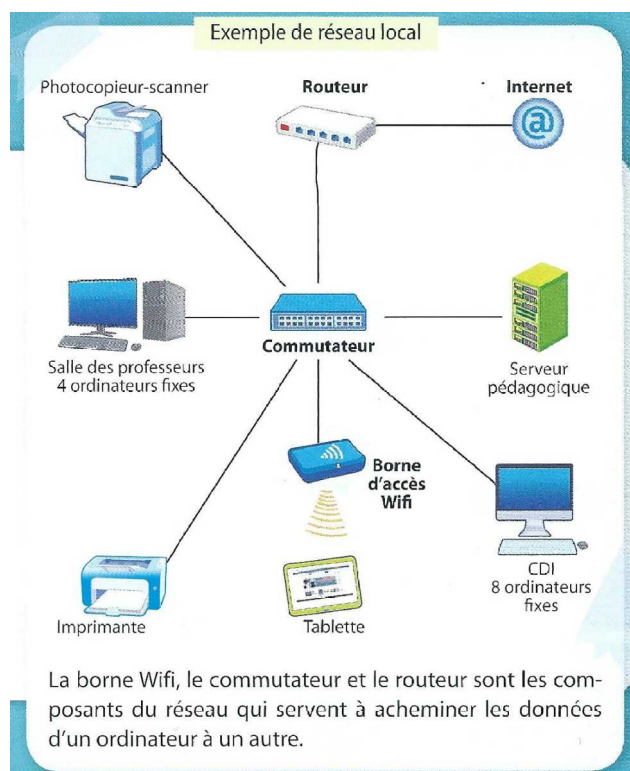 Exemple de réseau local
Photocopieur-scanner
Routeur
Internet
@
Commutateur
Salle des professeurs
4 ordinateurs fixes
Serveur
pédagogique
Borne
d'accès
Wifi
CDI
8 ordinateurs
fixes
Imprimante
Tablette
La borne Wifi, le commutateur et le routeur sont les com-
posants du réseau qui servent à acheminer les données
d'un ordinateur à un autre.